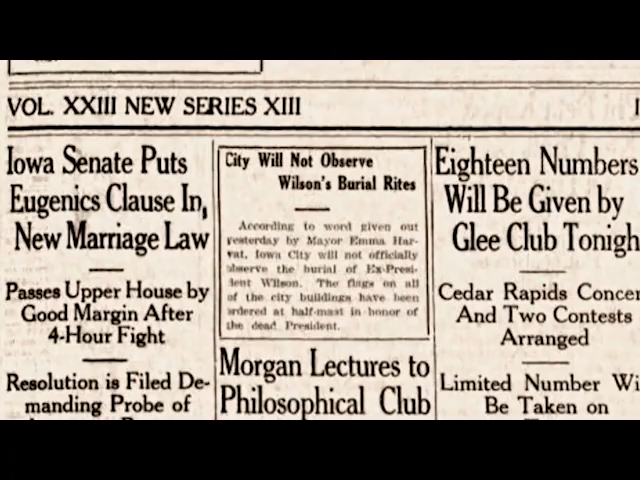 VOL. XXIII NEW SERIES XIII
Iowa Senate Puts
Eugenics Clause In
New Marriage Law
Passes Upper House by
Good Margin After
4-Hour Fight
Resolution is Filed De-
manding Probe of
City Will Not Observe
Wilson's Burial Rites
According to word given out
yesterday by Mayor Emma Har-
vat, Iowa City will not officially
observe the burial of Ex-Presi-
dent Wilson. The flags on all
of the city buildings have been
ordered at half-mast in honor of
the dead President.
Morgan Lectures to
Philosophical Club
Eighteen Numbers
Will Be Given by
Glee Club Tonigh
Cedar Rapids Concer
And Two Contests
Arranged
Limited Number Wi
Be Taken on